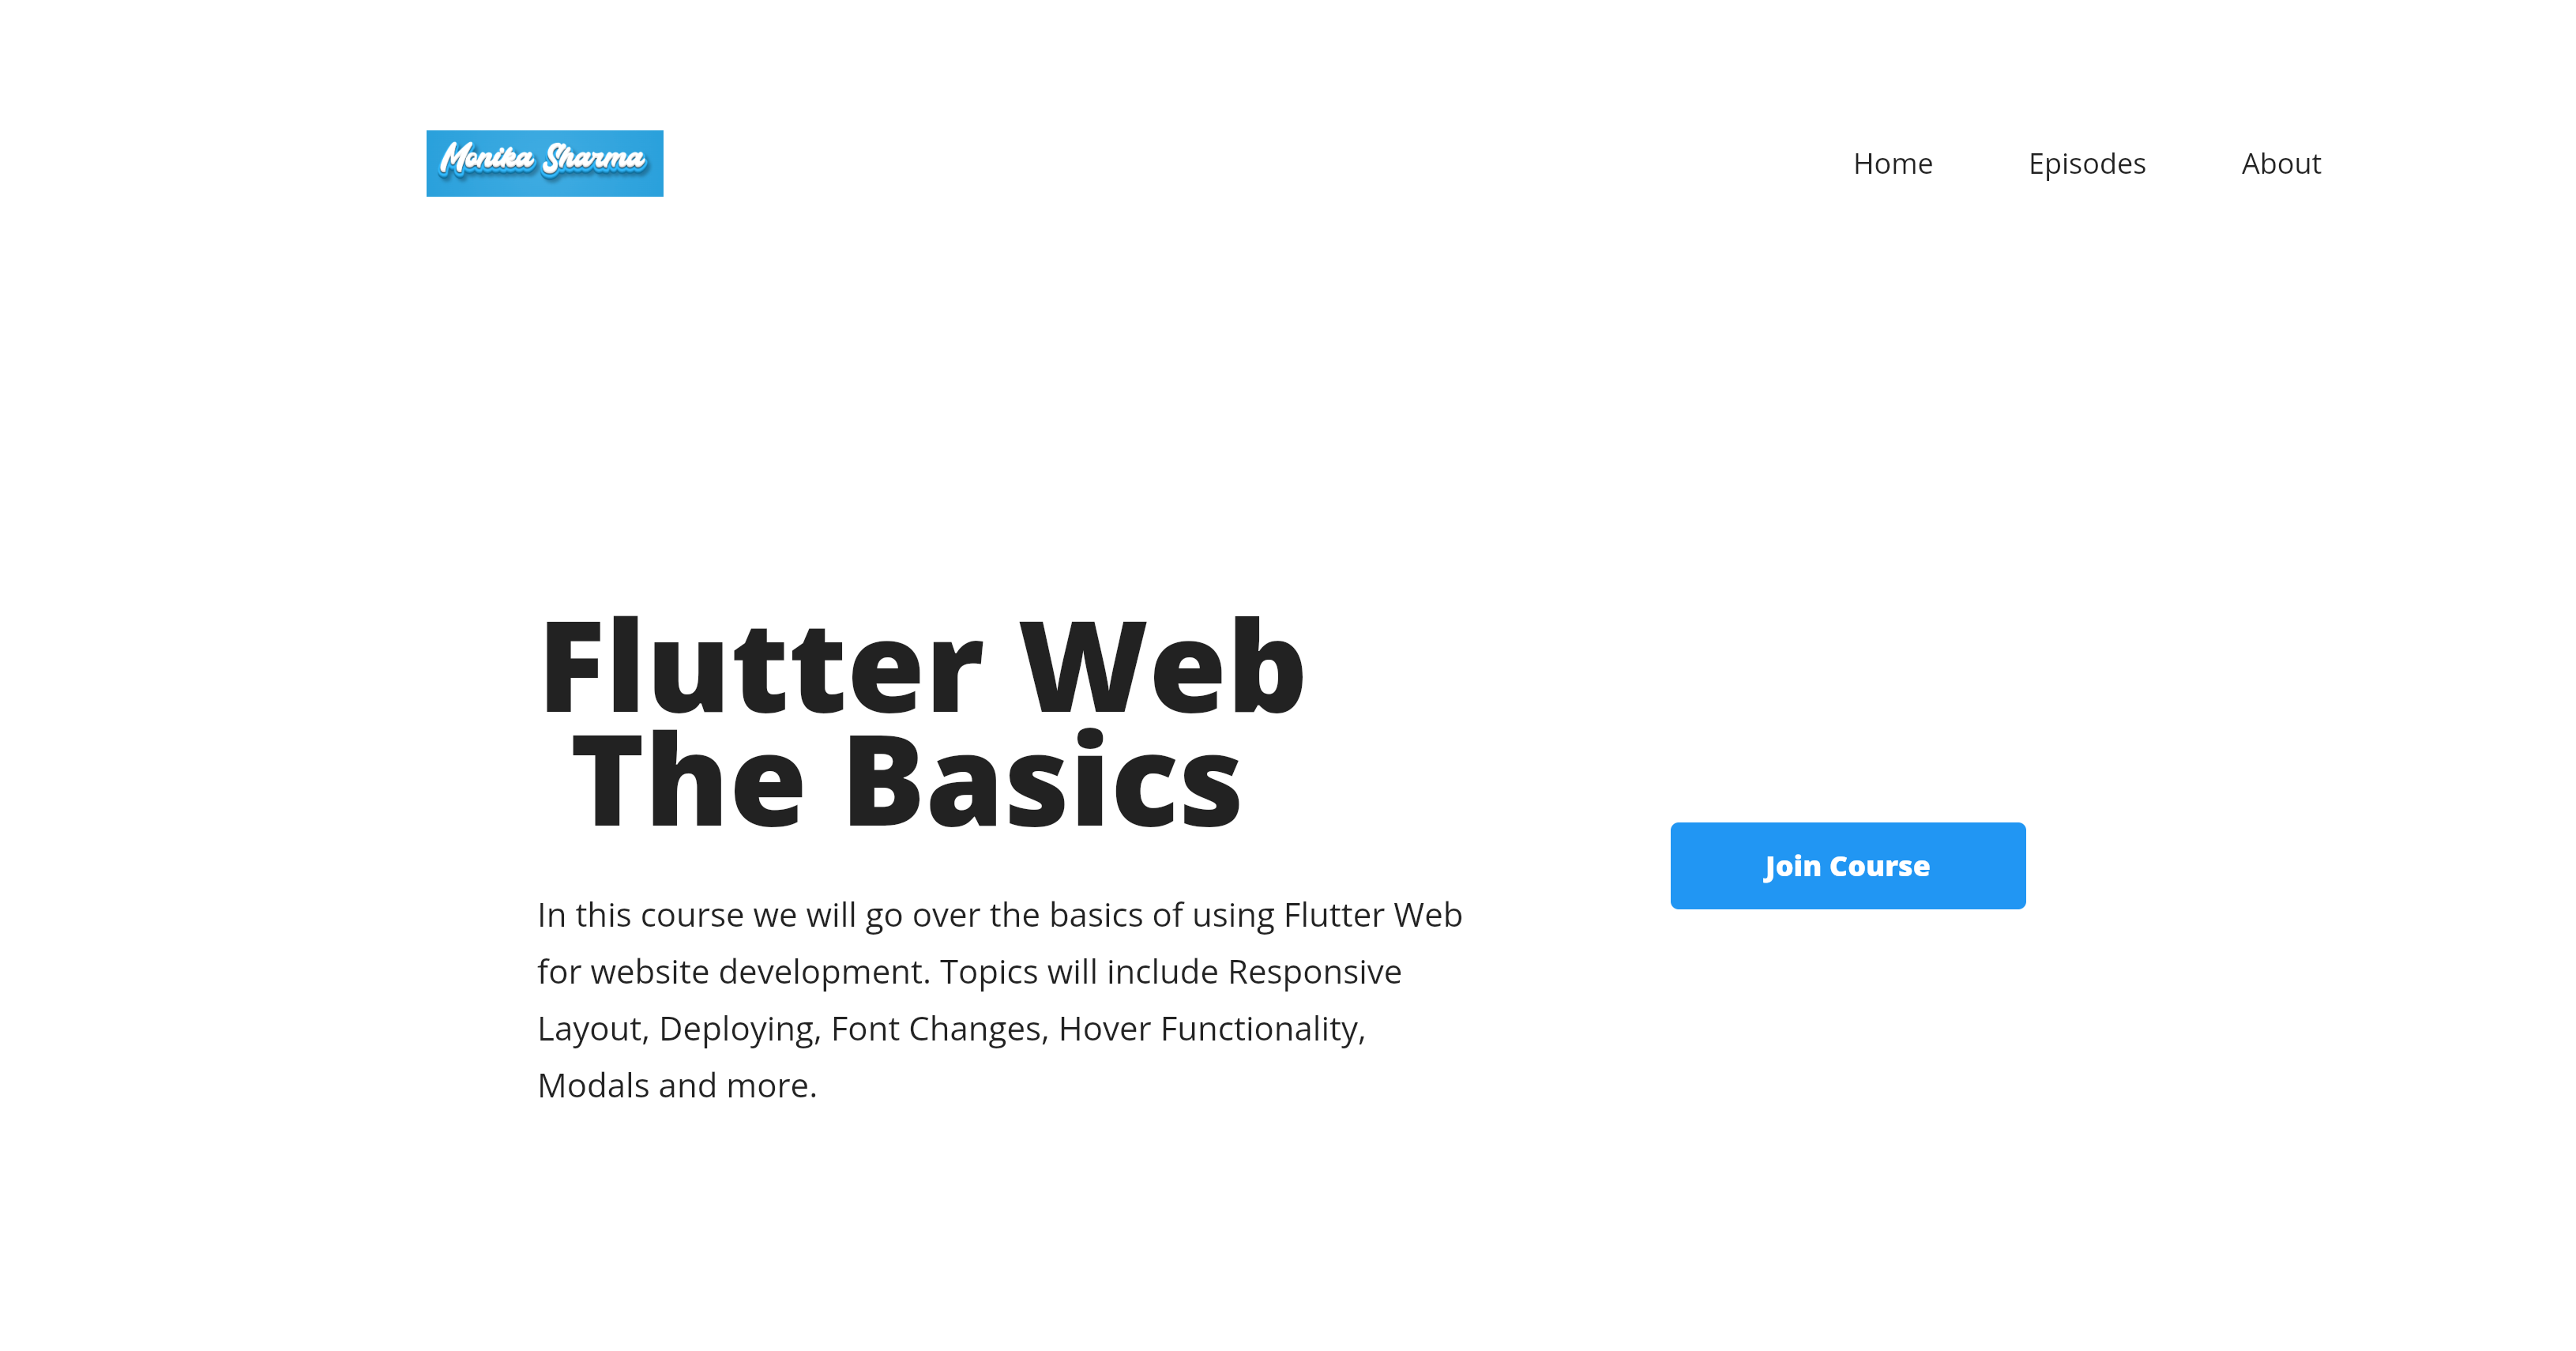 Monika Sharma
Home Episodes About
Flutter Web
The Basics
Join Course
In this course we will go over the basics of using Flutter Web
for website development. Topics will include Responsive
Layout, Deploying, Font Changes, Hover Functionality,
Modals and more.